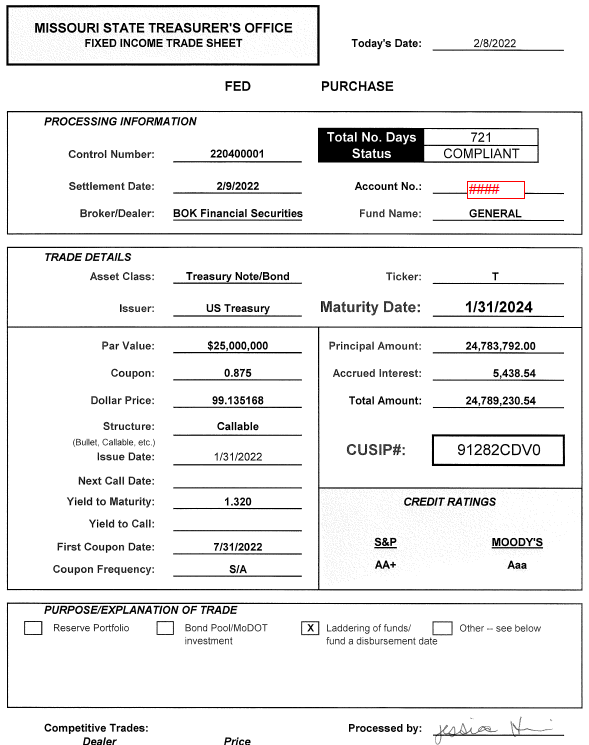 MISSOURI STATE TREASURER'S OFFICE
FIXED INCOME TRADE SHEET
Today's Date: 2/8/2022
FED PURCHASE
PROCESSING INFORMATION
Total No. Days 721
Status COMPLIANT
Control Number: 220400001
Settlement Date: 2/9/2022 Account No.: ####
Broker/Dealer: BOK Financial Securities Fund Name: GENERAL
TRADE DETAILS
Asset Class: Treasury Note/Bond Ticker: T
Issuer: US Treasury Maturity Date: 1/31/2024
Par Value: $25,000,000 Principal Amount: 24,783,792.00
Coupon: 0.875 Accrued Interest: 5,438.54
Dollar Price: 99.135168 Total Amount: 24,789,230.54
Structure: Callable
(Bullet, Callable, etc.)
CUSIP#: 91282CDV0
Issue Date: 1/31/2022
Next Call Date:
Yield to Maturity: 1.320 CREDIT RATINGS
Yield to Call:
First Coupon Date: 7/31/2022 S&P MOODY'S
Coupon Frequency: S/A AA+ Aaa
PURPOSE/EXPLANATION OF TRADE
Reserve Portfolio Bond Pool/MoDOT X Laddering of funds/ Other -- see below
investment fund a disbursement date
Competitive Trades: Processed by: Jessica
Dealer Price